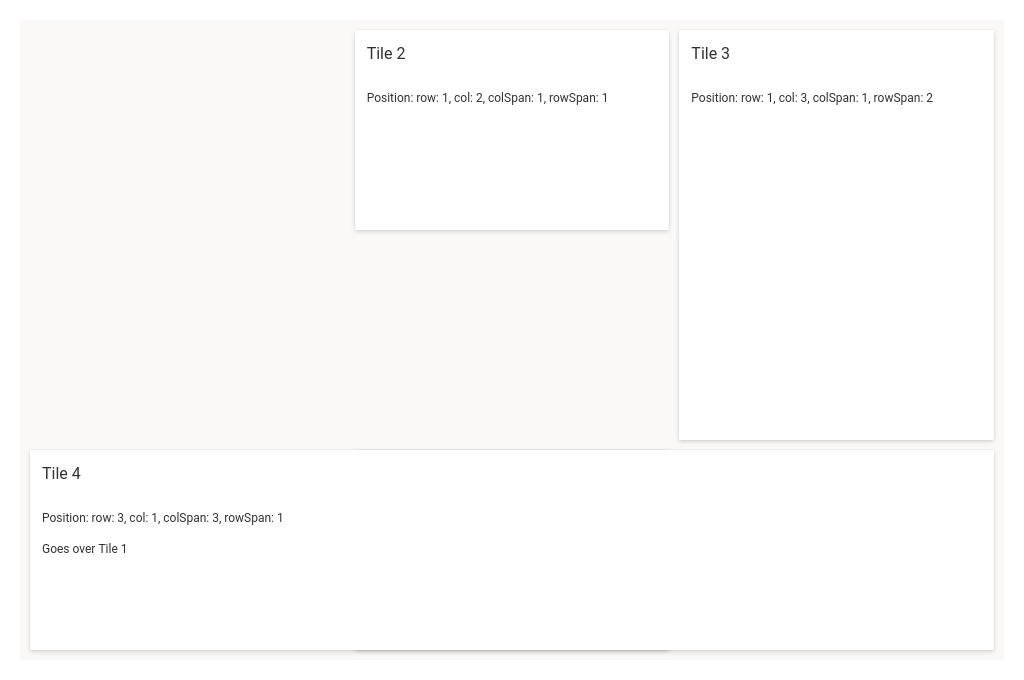 Tile 2
Position: row: 1, col: 2, colSpan: 1, rowSpan: 1
Tile 3
Position: row: 1, col: 3, colSpan: 1, rowSpan: 2
Tile 4
Position: row: 3, col: 1, colSpan: 3, rowSpan: 1
Goes over Tile 1